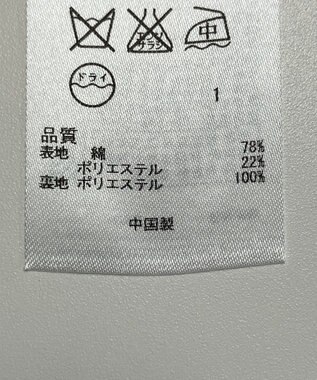 エンソ
サラシ
中
ドライ
1
品質
表地 綿 78%
ポリエステル 22%
裏地 ポリエステル 100%
中国製